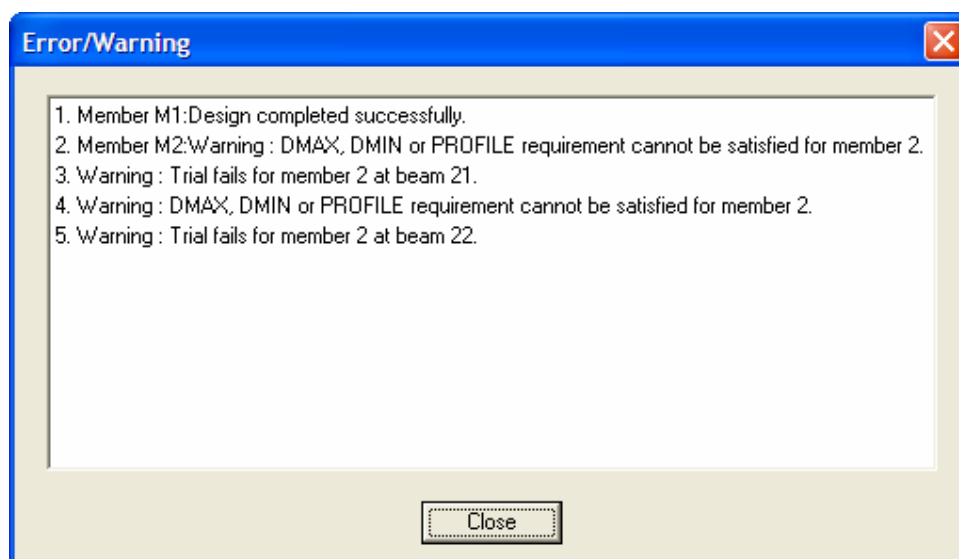 Error/Warning
1. Member M1:Design completed successfully.
2. Member M2:Warning : DMAX, DMIN or PROFILE requirement cannot be satisfied for member 2.
3. Warning : Trial fails for member 2 at beam 21.
4. Warning : DMAX, DMIN or PROFILE requirement cannot be satisfied for member 2.
5. Warning : Trial fails for member 2 at beam 22.
Close